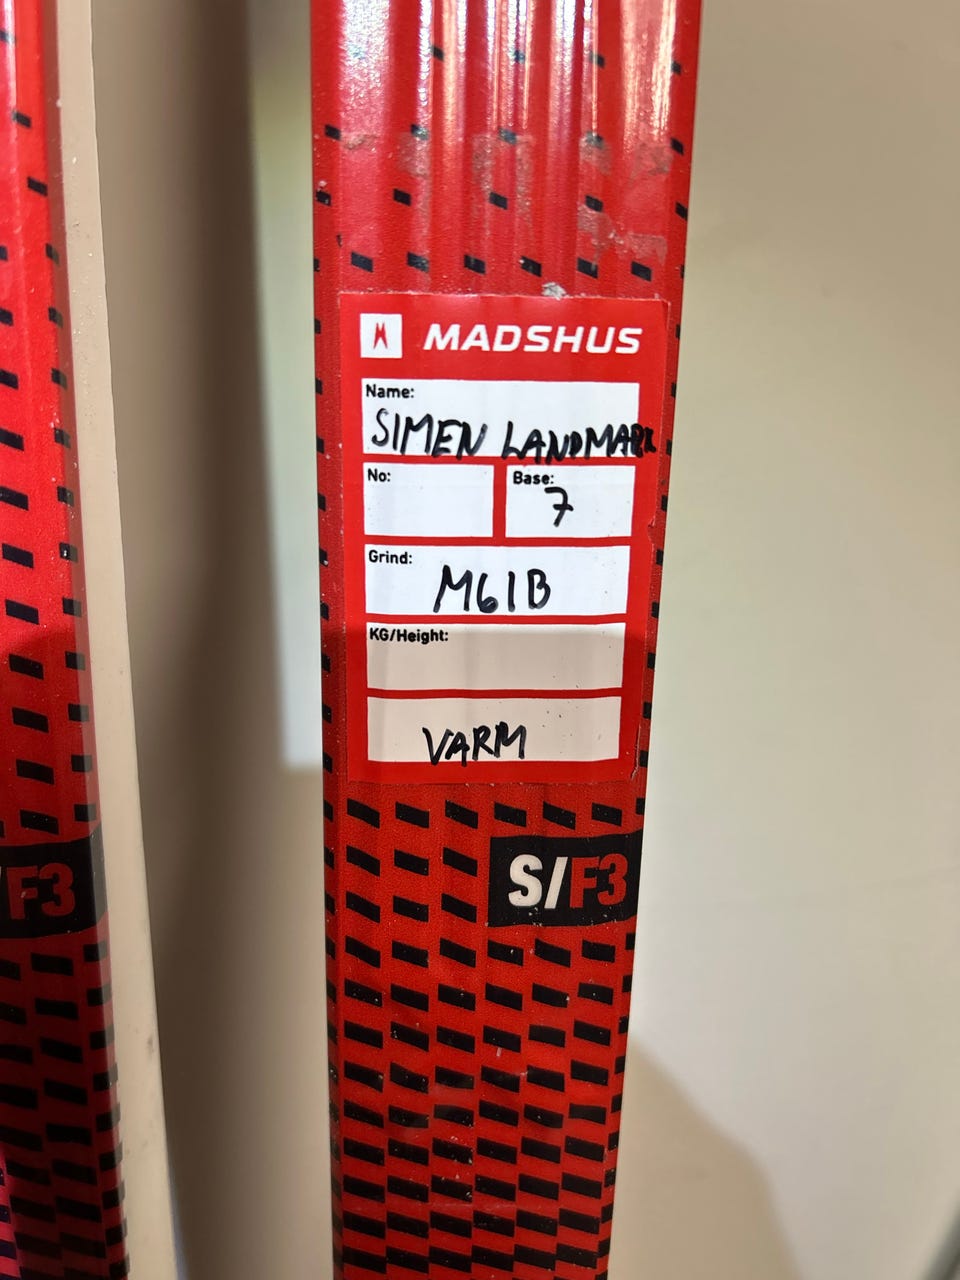 MADSHUS
Name:
SIMEN LANDMARK
No:
Base:
7
Grind:
M61B
KG/Height:
VARM
S/F3
/F3